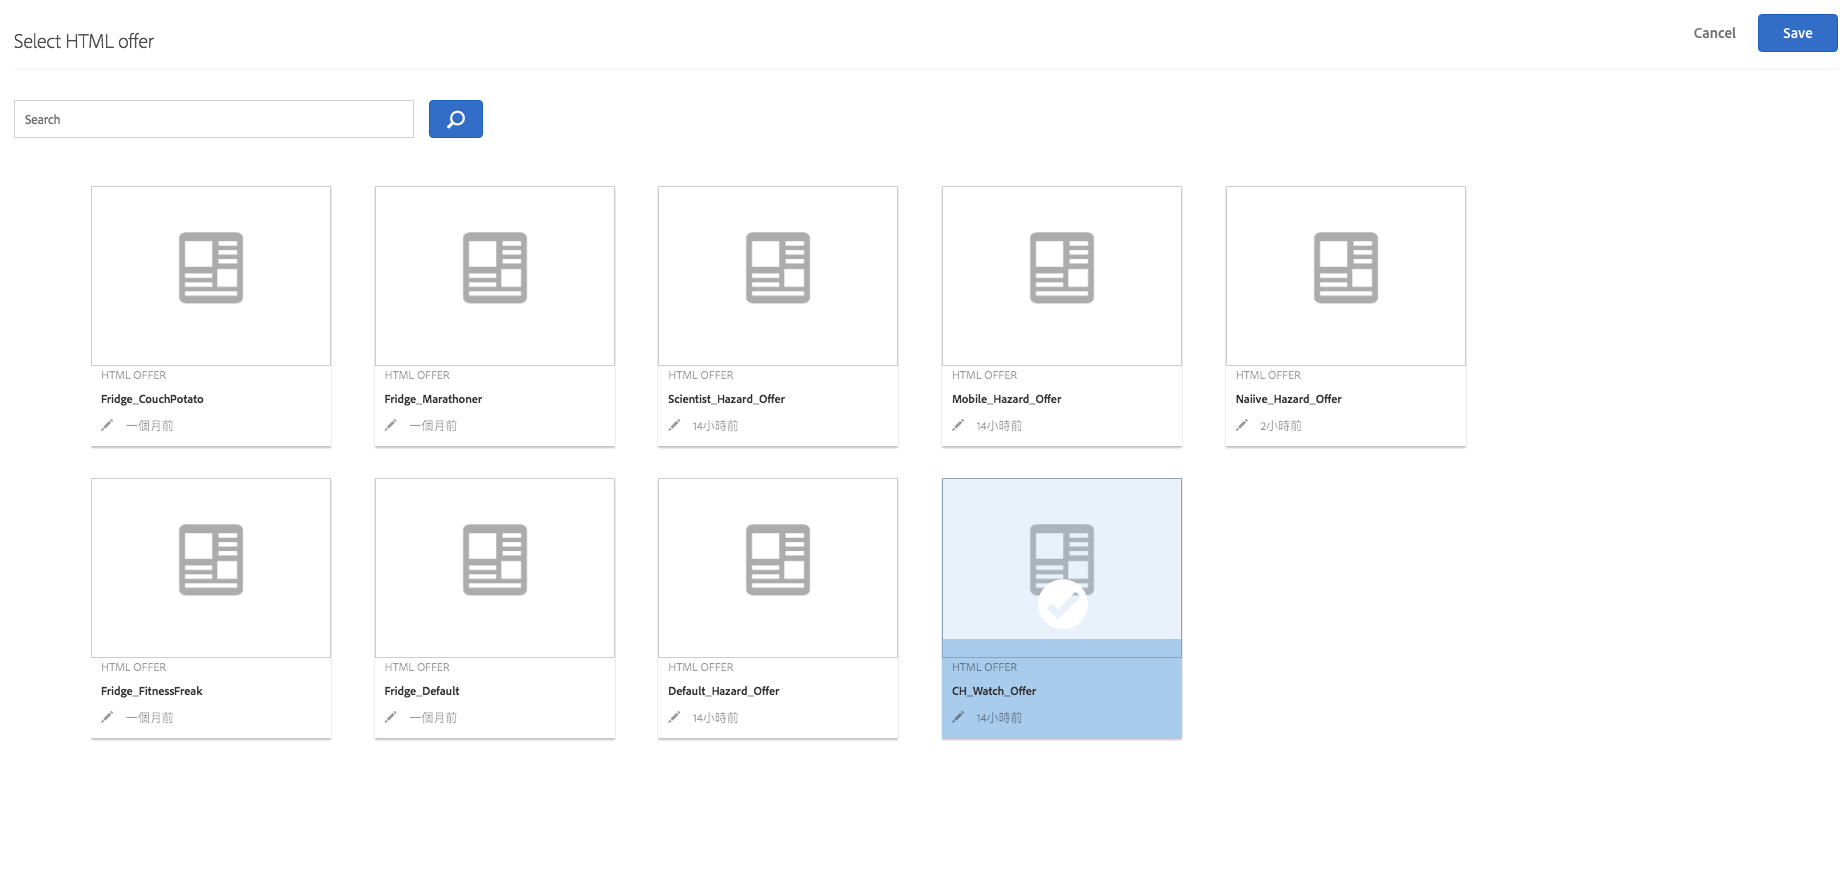 Select HTML offer
Cancel
Save
Search
HTML OFFER
Fridge_CouchPotato
一個月前
HTML OFFER
Fridge_Marathoner
一個月前
HTML OFFER
Scientist_Hazard_Offer
14小時前
HTML OFFER
Mobile_Hazard_Offer
14小時前
HTML OFFER
Naiive_Hazard_Offer
2小時前
HTML OFFER
Fridge_FitnessFreak
一個月前
HTML OFFER
Fridge_Default
一個月前
HTML OFFER
Default_Hazard_Offer
14小時前
HTML OFFER
CH_Watch_Offer
14小時前